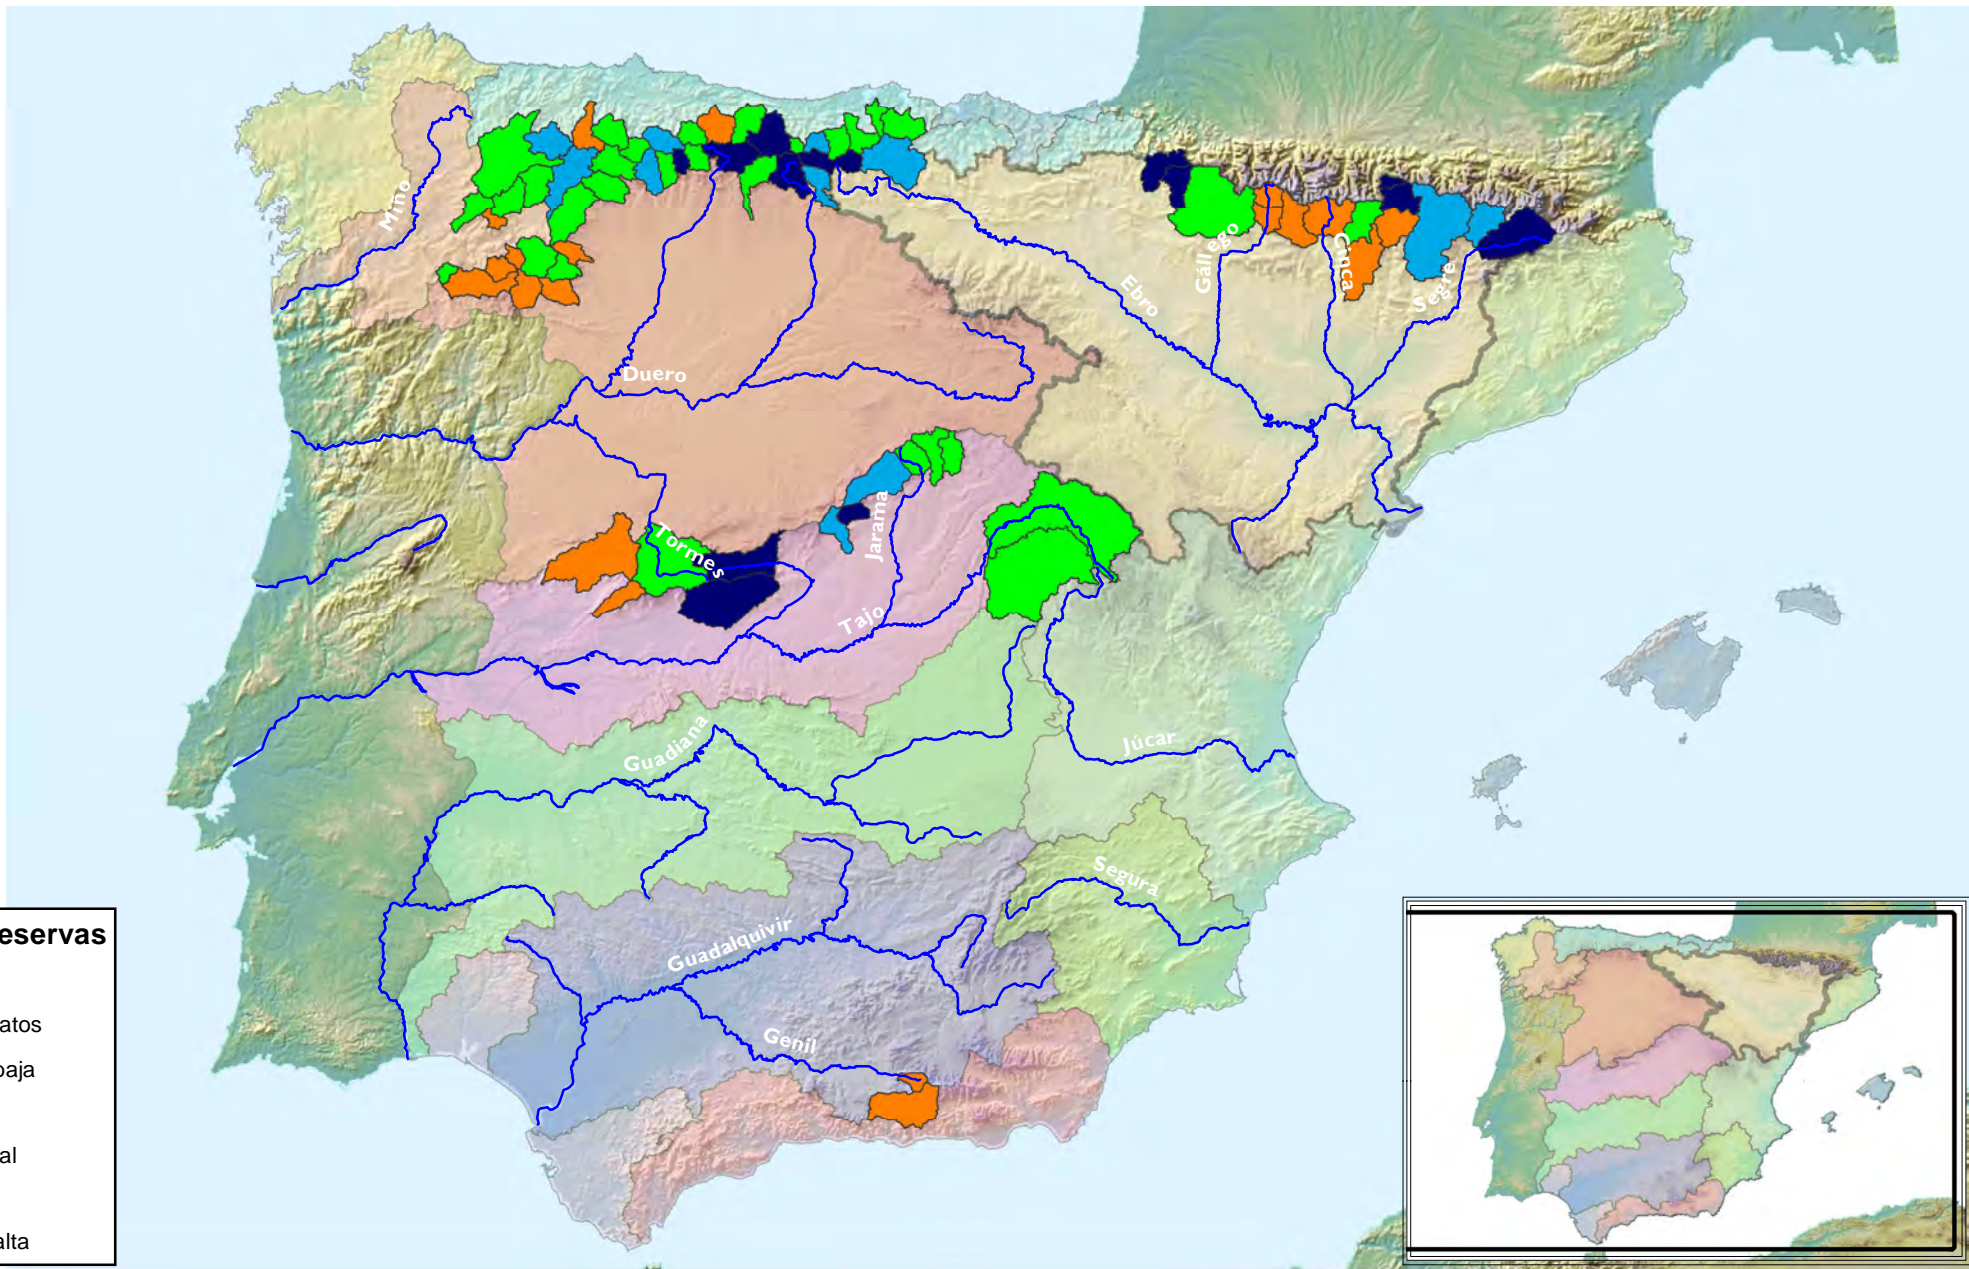 Miño
Duero
Ebro
Gállego
Cinca
Segre
Tormes
Jarama
Tajo
Guadiana
Júcar
Segura
Guadalquivir
Genil
eservas
atos
baja
al
alta